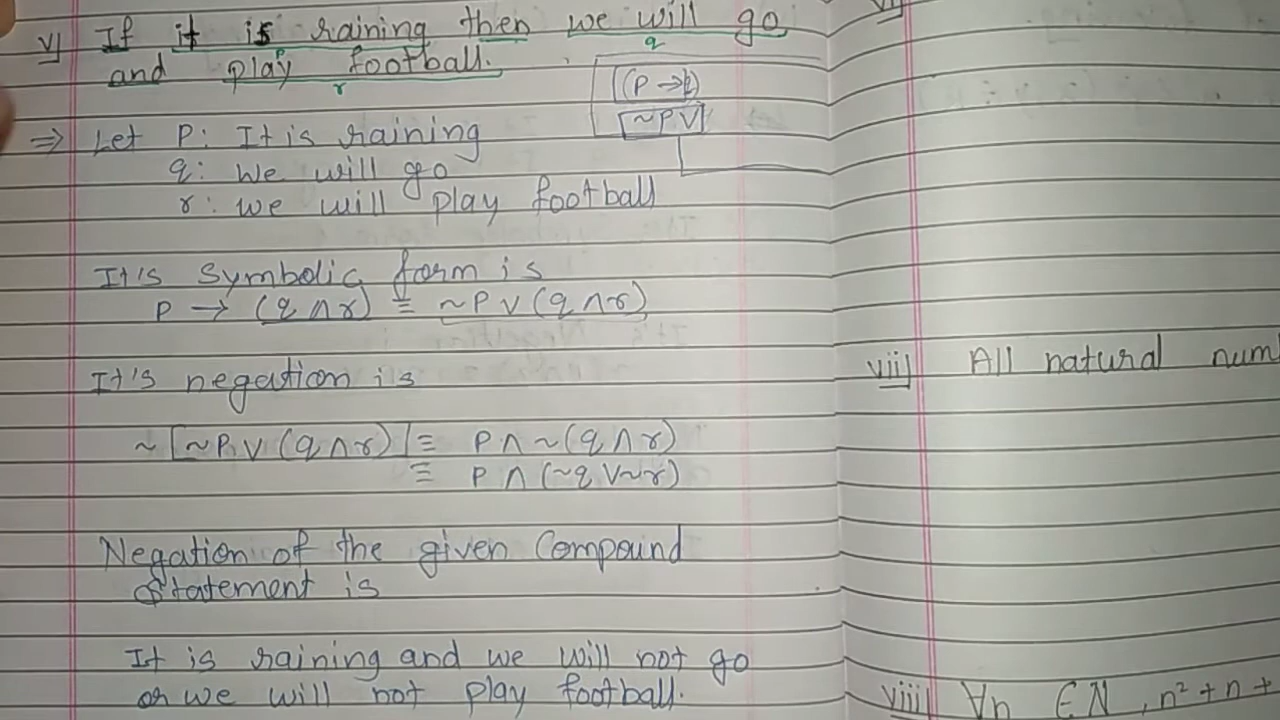 v) If it is raining then we will go
and play football.
p
q
r
(P →
~P V
⇒ Let P: It is raining
q: We will go
r: we will play football
It's symbolic form is
P → (q ∧ r) ≡ ~P ∨ (q ∧ r)
It's negation is
~ [~P ∨ (q ∧ r)] ≡ P ∧ ~(q ∧ r)
≡ P ∧ (~q ∨ ~r)
Negation of the given Compound
Statement is
It is raining and we will not go
or we will not play football.
vii) All natural num
viii) ∀n ∈ N, n² + n +